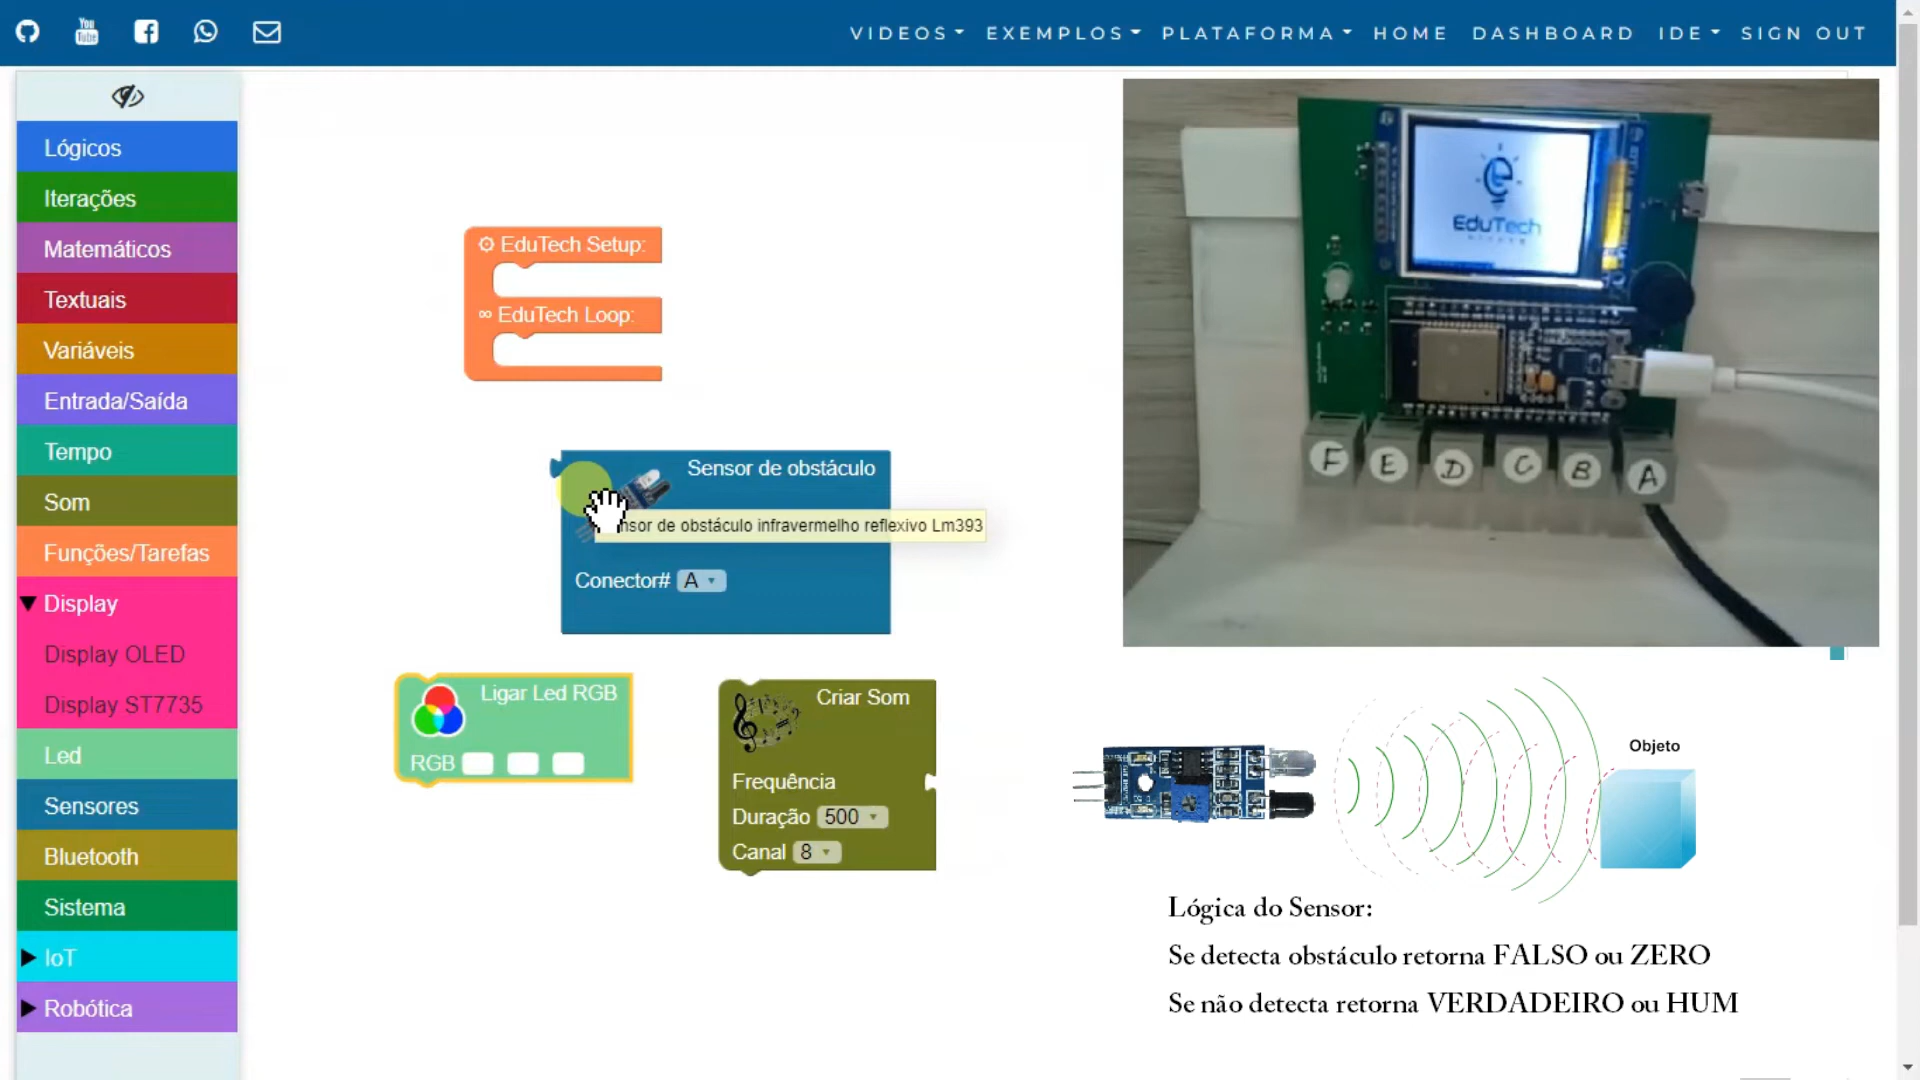 You
Tube
VIDEOS
EXEMPLOS
PLATAFORMA
HOME
DASHBOARD
IDE
SIGN OUT
Lógicos
Iterações
Matemáticos
Textuais
Variáveis
Entrada/Saída
Tempo
Som
Funções/Tarefas
Display
Display OLED
Display ST7735
Led
Sensores
Bluetooth
Sistema
IoT
Robótica
EduTech Setup:
∞ EduTech Loop:
Sensor de obstáculo
sor de obstáculo infravermelho reflexivo Lm393
Conector# A
Ligar Led RGB
RGB
Criar Som
Frequência
Duração 500
Canal 8
EduTech
F E D C B A
Objeto
Lógica do Sensor:
Se detecta obstáculo retorna FALSO ou ZERO
Se não detecta retorna VERDADEIRO ou HUM